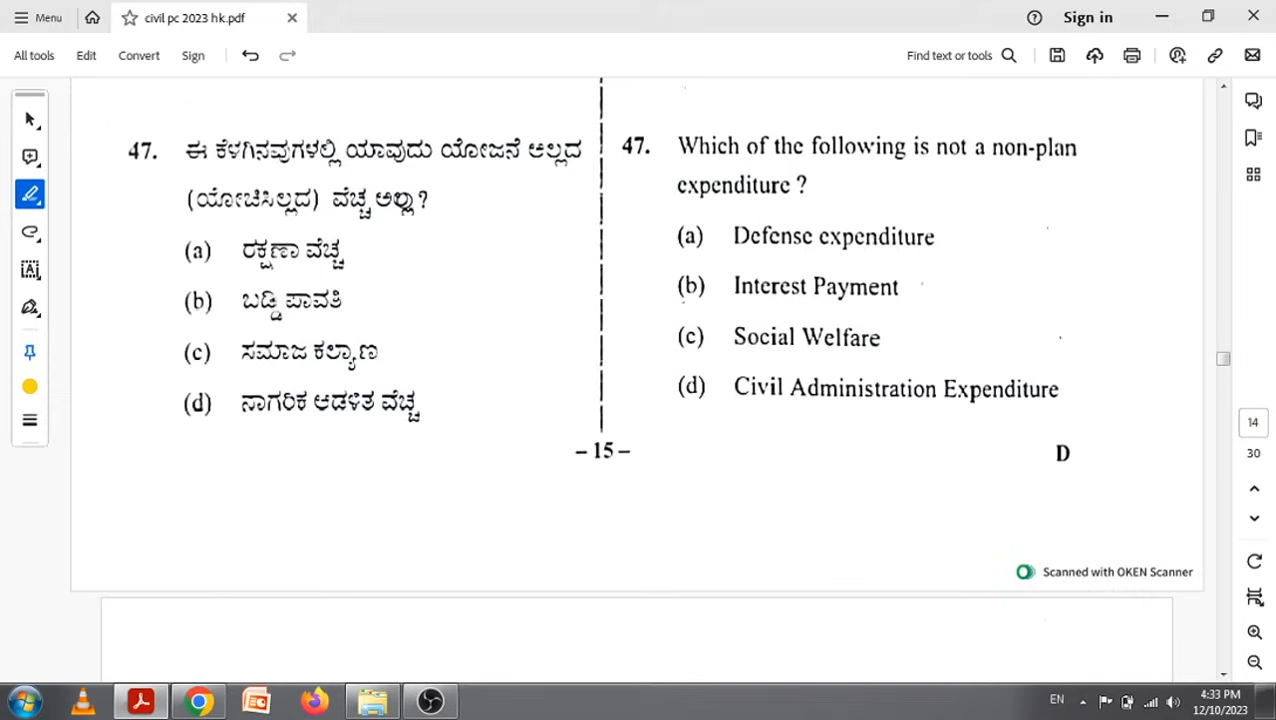 Menu
civil pc 2023 hk.pdf
Sign in
All tools Edit Convert Sign
Find text or tools
47. ಈ ಕೆಳಗಿನವುಗಳಲ್ಲಿ ಯಾವುದು ಯೋಜನೆ ಅಲ್ಲದ
(ಯೋಚಿಸಿಲ್ಲದ) ವೆಚ್ಚ ಅಲ್ಲಾ ?
(a) ರಕ್ಷಣಾ ವೆಚ್ಚ
(b) ಬಡ್ಡಿ ಪಾವತಿ
(c) ಸಮಾಜ ಕಲ್ಯಾಣ
(d) ನಾಗರಿಕ ಆಡಳಿತ ವೆಚ್ಚ
47. Which of the following is not a non-plan
expenditure ?
(a) Defense expenditure
(b) Interest Payment
(c) Social Welfare
(d) Civil Administration Expenditure
– 15 –
D
Scanned with OKEN Scanner
14
30
EN
4:33 PM
12/10/2023